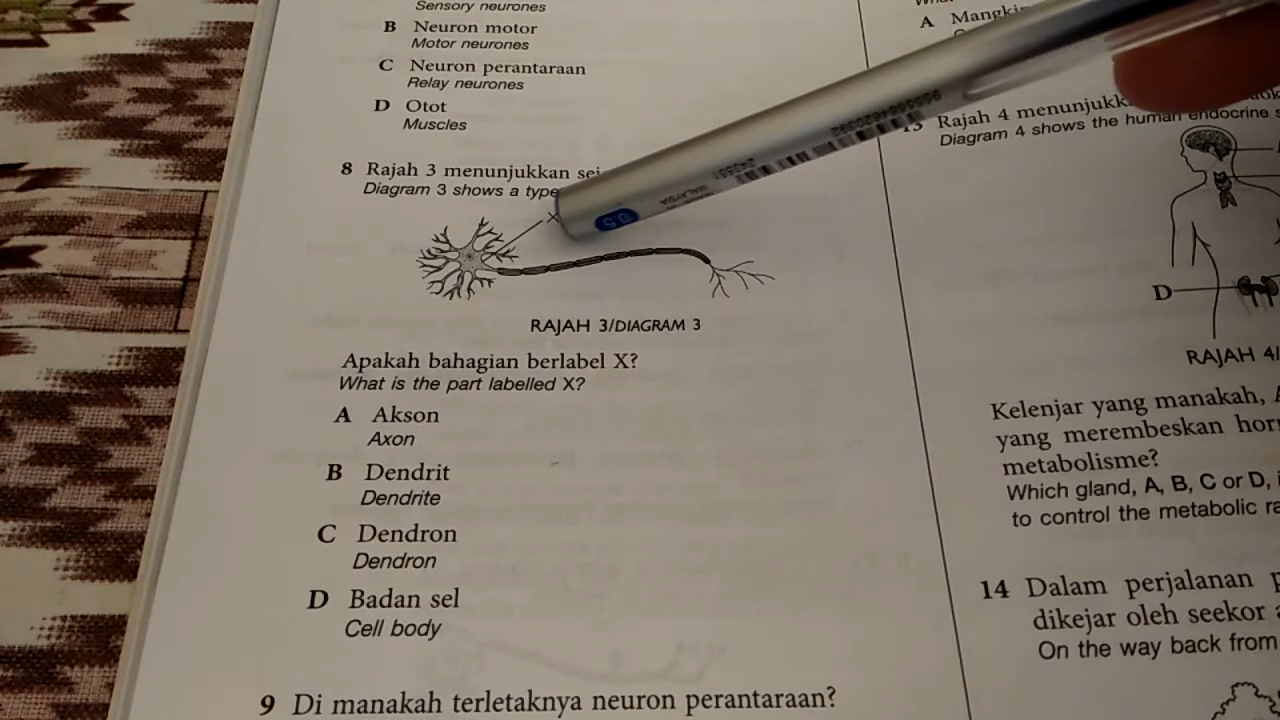 Sensory neurones
B Neuron motor
Motor neurones
C Neuron perantaraan
Relay neurones
D Otot
Muscles
8 Rajah 3 menunjukkan
Diagram 3 shows a type
X
RAJAH 3/DIAGRAM 3
Apakah bahagian berlabel X?
What is the part labelled X?
A Akson
Axon
B Dendrit
Dendrite
C Dendron
Dendron
D Badan sel
Cell body
9 Di manakah terletaknya neuron perantaraan?
A
13 Rajah 4
Diagram 4 shows the human endocrine
D
RAJAH 4/
Kelenjar yang manakah,
yang merembeskan
metabolisme?
Which gland, A, B, C or D,
to control the metabolic
14 Dalam perjalanan
dikejar oleh seekor
On the way back from
0.5
MALAYSIA